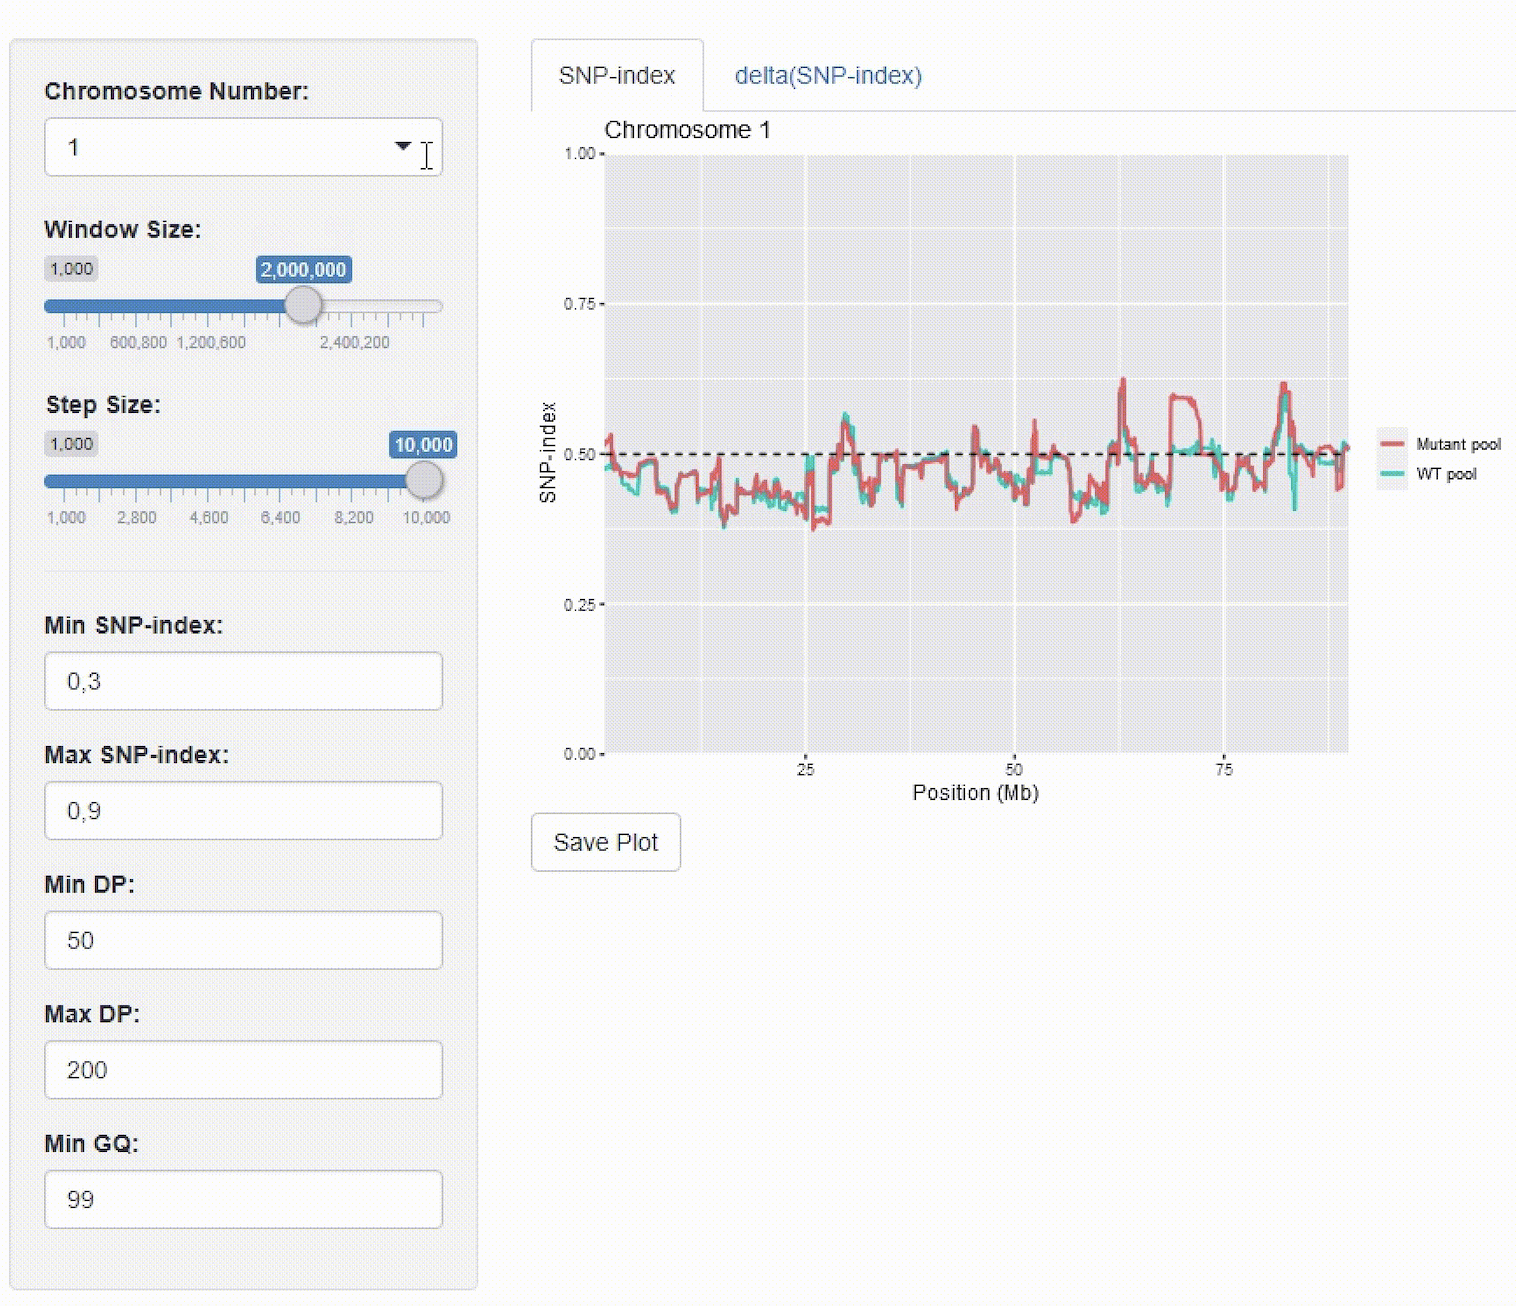 Chromosome Number:
1
Window Size:
1,000
2,000,000
1,000 600,800 1,200,600 2,400,200
Step Size:
1,000
10,000
1,000 2,800 4,600 6,400 8,200 10,000
Min SNP-index:
0,3
Max SNP-index:
0,9
Min DP:
50
Max DP:
200
Min GQ:
99
SNP-index
delta(SNP-index)
Chromosome 1
1.00
0.75
0.50
0.25
0.00
SNP-index
25 50 75
Position (Mb)
Mutant pool
WT pool
Save Plot